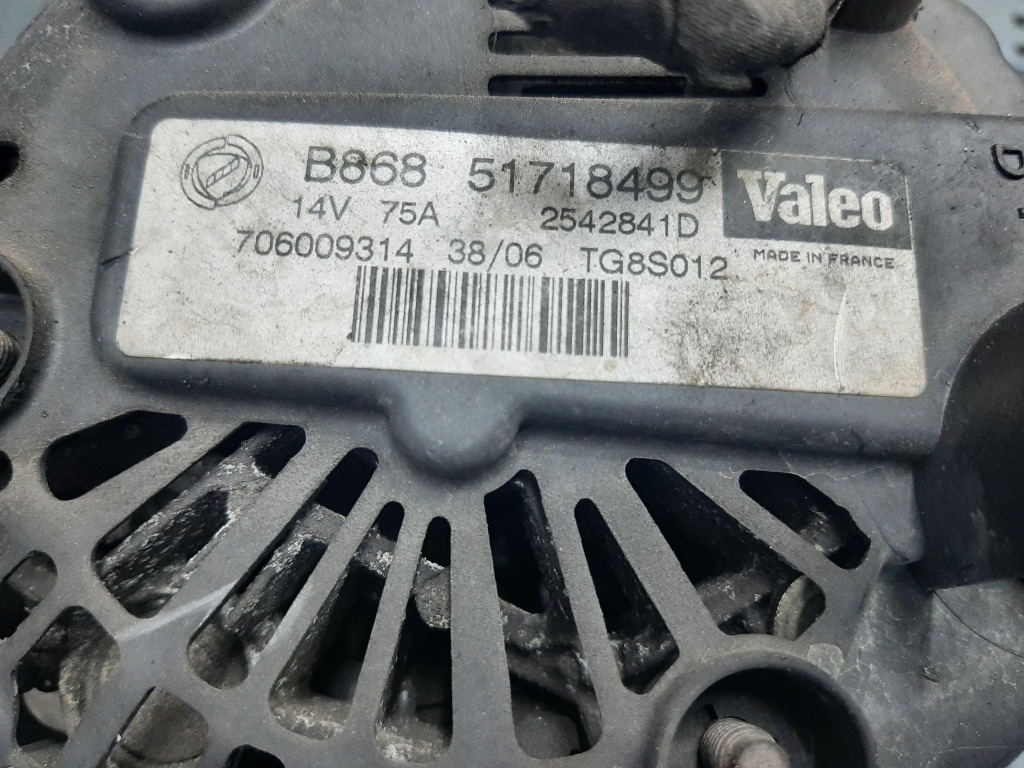 B868 51718499 Valeo
14V 75A 2542841D
706009314 38/06 TG8S012 MADE IN FRANCE